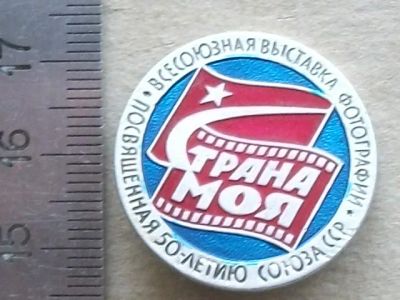 ВСЕСОЮЗНАЯ ВЫСТАВКА ФОТОГРАФИИ •
ПОСВЯЩЕННАЯ 50-ЛЕТИЮ СОЮЗА ССР •
СТРАНА
МОЯ
17
16
15